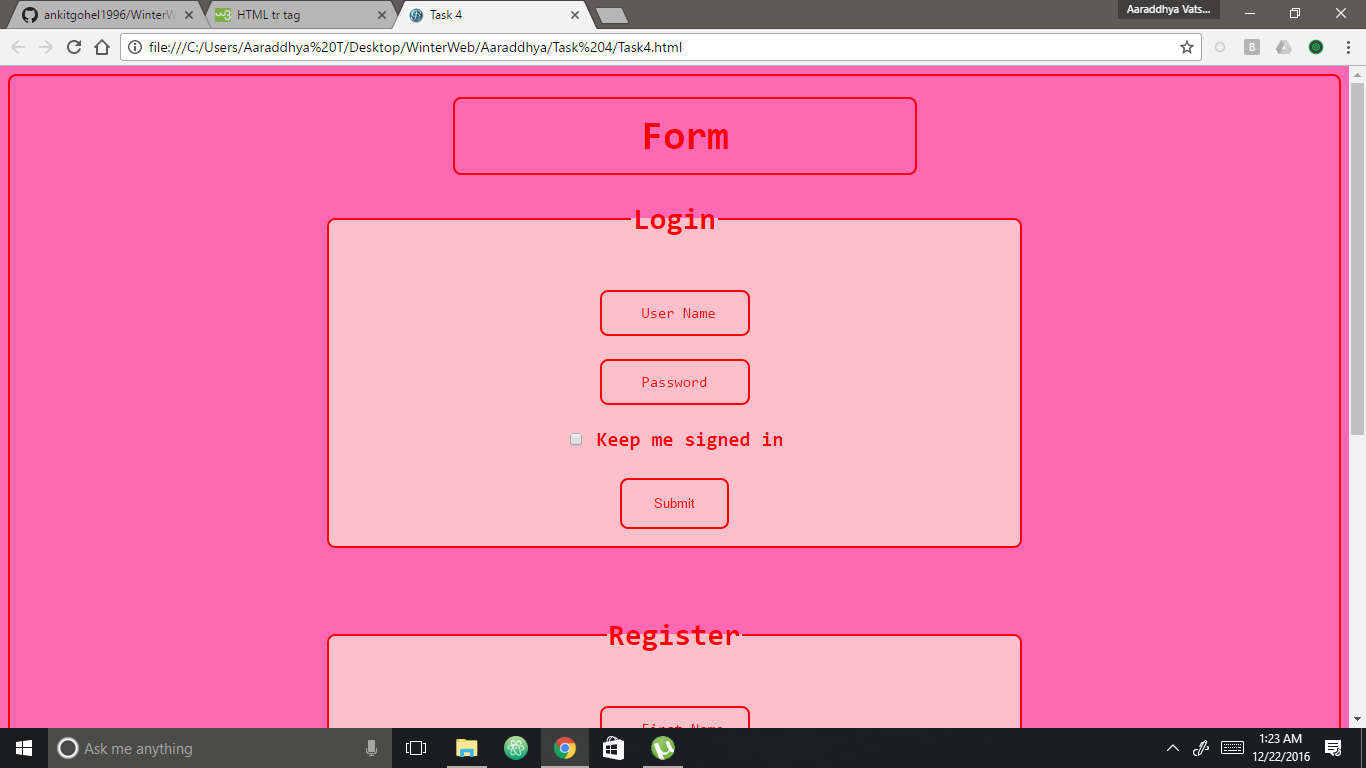 ankitgohel1996/WinterW
HTML tr tag
Task 4
Aaraddhya Vats...
file:///C:/Users/Aaraddhya%20T/Desktop/WinterWeb/Aaraddhya/Task%204/Task4.html
Form
Login
User Name
Password
Keep me signed in
Submit
Register
First Name
Ask me anything
1:23 AM
12/22/2016